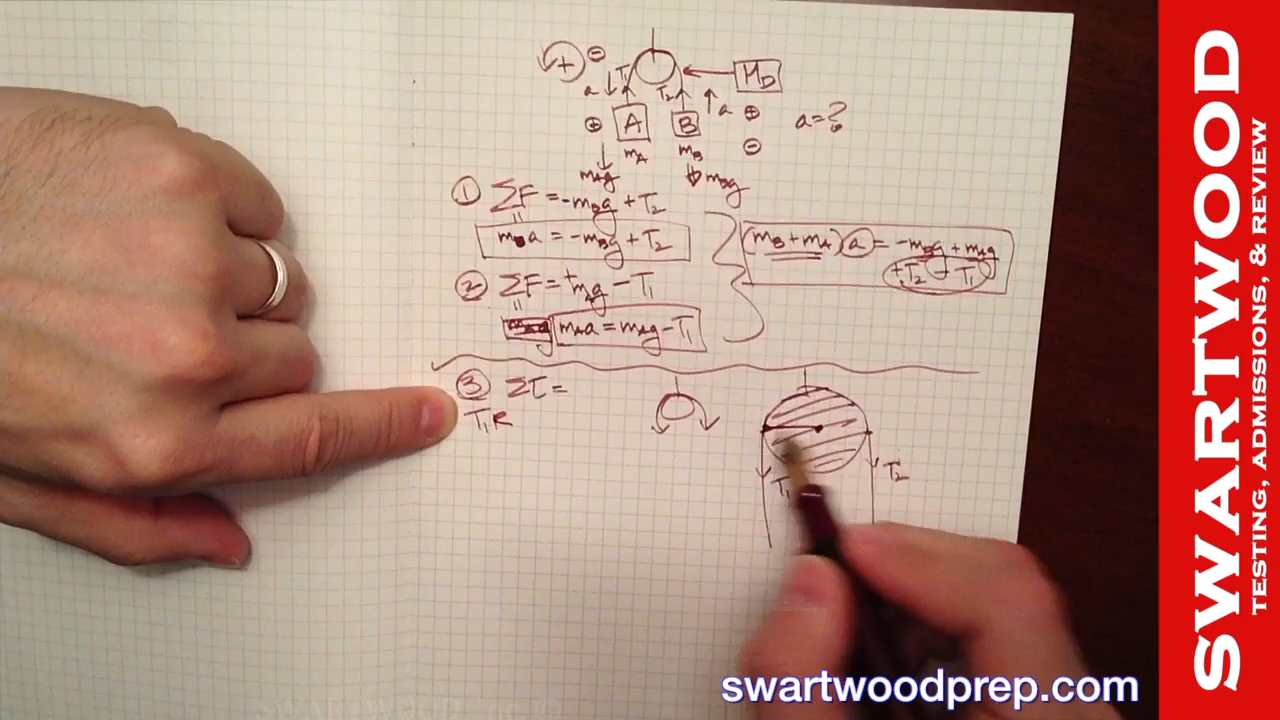 + ⊖
T₁ T₂ M_D
a a ⊕ a=?
⊕ A B ⊖
m_A m_B
m_Ag m_Bg
① ΣF = -m_Bg + T₂
m_Ba = -m_Bg + T₂
② ΣF = +m_Ag - T₁
m_Aa = m_Ag - T₁
(m_B + m_A) a = -m_Bg + m_Ag
+T₂ - T₁
③ Στ =
T₁R
T₁ T₂
swartwoodprep.com
SWARTWOOD
TESTING, ADMISSIONS, & REVIEW